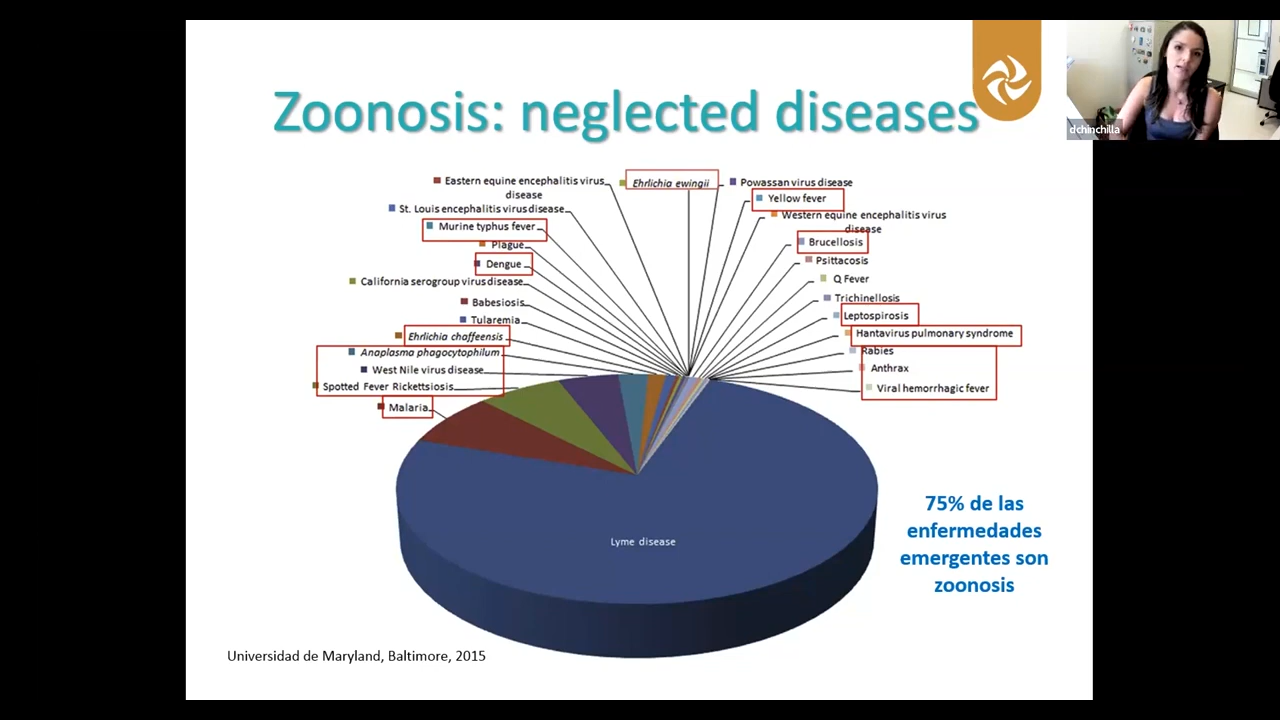 Zoonosis: neglected diseases
dchinchilla
Eastern equine encephalitis virus
disease
St. Louis encephalitis virus disease
Murine typhus fever
Plague
Dengue
California serogroup virus disease
Babesiosis
Tularemia
Ehrlichia chaffeensis
Anaplasma phagocytophilum
West Nile virus disease
Spotted Fever Rickettsiosis
Malaria
Ehrlichia ewingii
Powassan virus disease
Yellow fever
Western equine encephalitis virus
disease
Brucellosis
Psittacosis
Q Fever
Trichinellosis
Leptospirosis
Hantavirus pulmonary syndrome
Rabies
Anthrax
Viral hemorrhagic fever
Lyme disease
75% de las
enfermedades
emergentes son
zoonosis
Universidad de Maryland, Baltimore, 2015